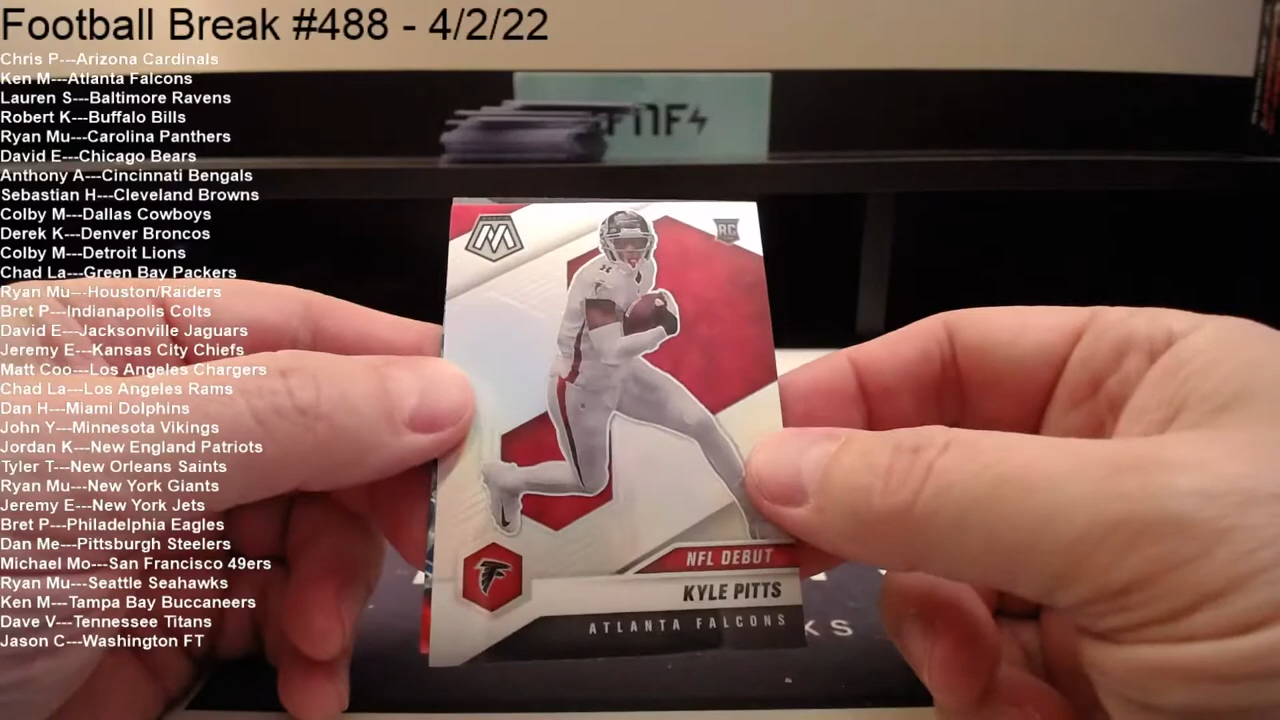 Football Break #488 - 4/2/22
Chris P---Arizona Cardinals
Ken M---Atlanta Falcons
Lauren S---Baltimore Ravens
Robert K---Buffalo Bills
Ryan Mu---Carolina Panthers
David E---Chicago Bears
Anthony A---Cincinnati Bengals
Sebastian H---Cleveland Browns
Colby M---Dallas Cowboys
Derek K---Denver Broncos
Colby M---Detroit Lions
Chad La---Green Bay Packers
Ryan Mu---Houston/Raiders
Bret P---Indianapolis Colts
David E---Jacksonville Jaguars
Jeremy E---Kansas City Chiefs
Matt Coo---Los Angeles Chargers
Chad La---Los Angeles Rams
Dan H---Miami Dolphins
John Y---Minnesota Vikings
Jordan K---New England Patriots
Tyler T---New Orleans Saints
Ryan Mu---New York Giants
Jeremy E---New York Jets
Bret P---Philadelphia Eagles
Dan Me---Pittsburgh Steelers
Michael Mo---San Francisco 49ers
Ryan Mu---Seattle Seahawks
Ken M---Tampa Bay Buccaneers
Dave V---Tennessee Titans
Jason C---Washington FT
RC
NFL DEBUT
KYLE PITTS
ATLANTA FALCONS